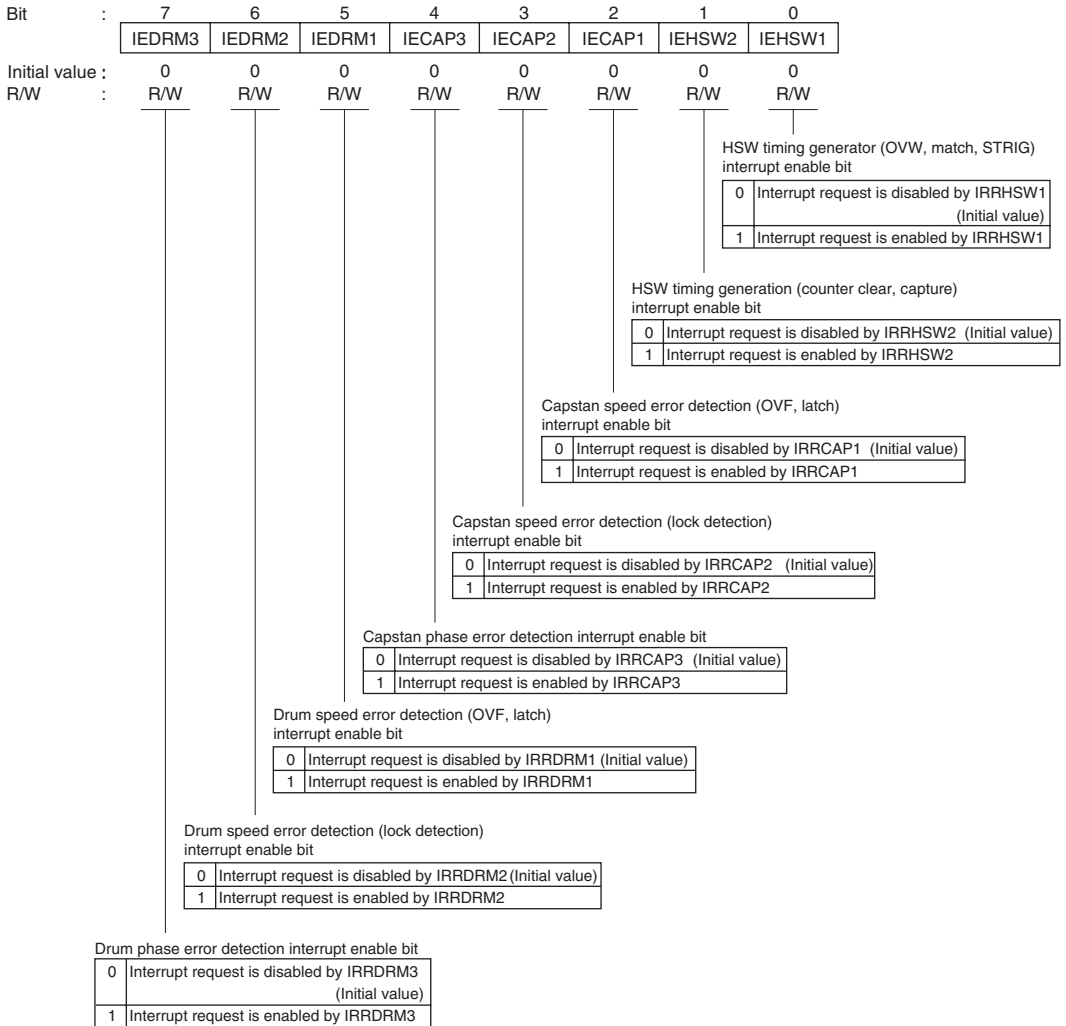 Bit : 7 6 5 4 3 2 1 0
IEDRM3 IEDRM2 IEDRM1 IECAP3 IECAP2 IECAP1 IEHSW2 IEHSW1
Initial value : 0 0 0 0 0 0 0 0
R/W : R/W R/W R/W R/W R/W R/W R/W R/W
HSW timing generator (OVW, match, STRIG)
interrupt enable bit
0 Interrupt request is disabled by IRRHSW1
(Initial value)
1 Interrupt request is enabled by IRRHSW1
HSW timing generation (counter clear, capture)
interrupt enable bit
0 Interrupt request is disabled by IRRHSW2 (Initial value)
1 Interrupt request is enabled by IRRHSW2
Capstan speed error detection (OVF, latch)
interrupt enable bit
0 Interrupt request is disabled by IRRCAP1 (Initial value)
1 Interrupt request is enabled by IRRCAP1
Capstan speed error detection (lock detection)
interrupt enable bit
0 Interrupt request is disabled by IRRCAP2 (Initial value)
1 Interrupt request is enabled by IRRCAP2
Capstan phase error detection interrupt enable bit
0 Interrupt request is disabled by IRRCAP3 (Initial value)
1 Interrupt request is enabled by IRRCAP3
Drum speed error detection (OVF, latch)
interrupt enable bit
0 Interrupt request is disabled by IRRDRM1 (Initial value)
1 Interrupt request is enabled by IRRDRM1
Drum speed error detection (lock detection)
interrupt enable bit
0 Interrupt request is disabled by IRRDRM2 (Initial value)
1 Interrupt request is enabled by IRRDRM2
Drum phase error detection interrupt enable bit
0 Interrupt request is disabled by IRRDRM3
(Initial value)
1 Interrupt request is enabled by IRRDRM3